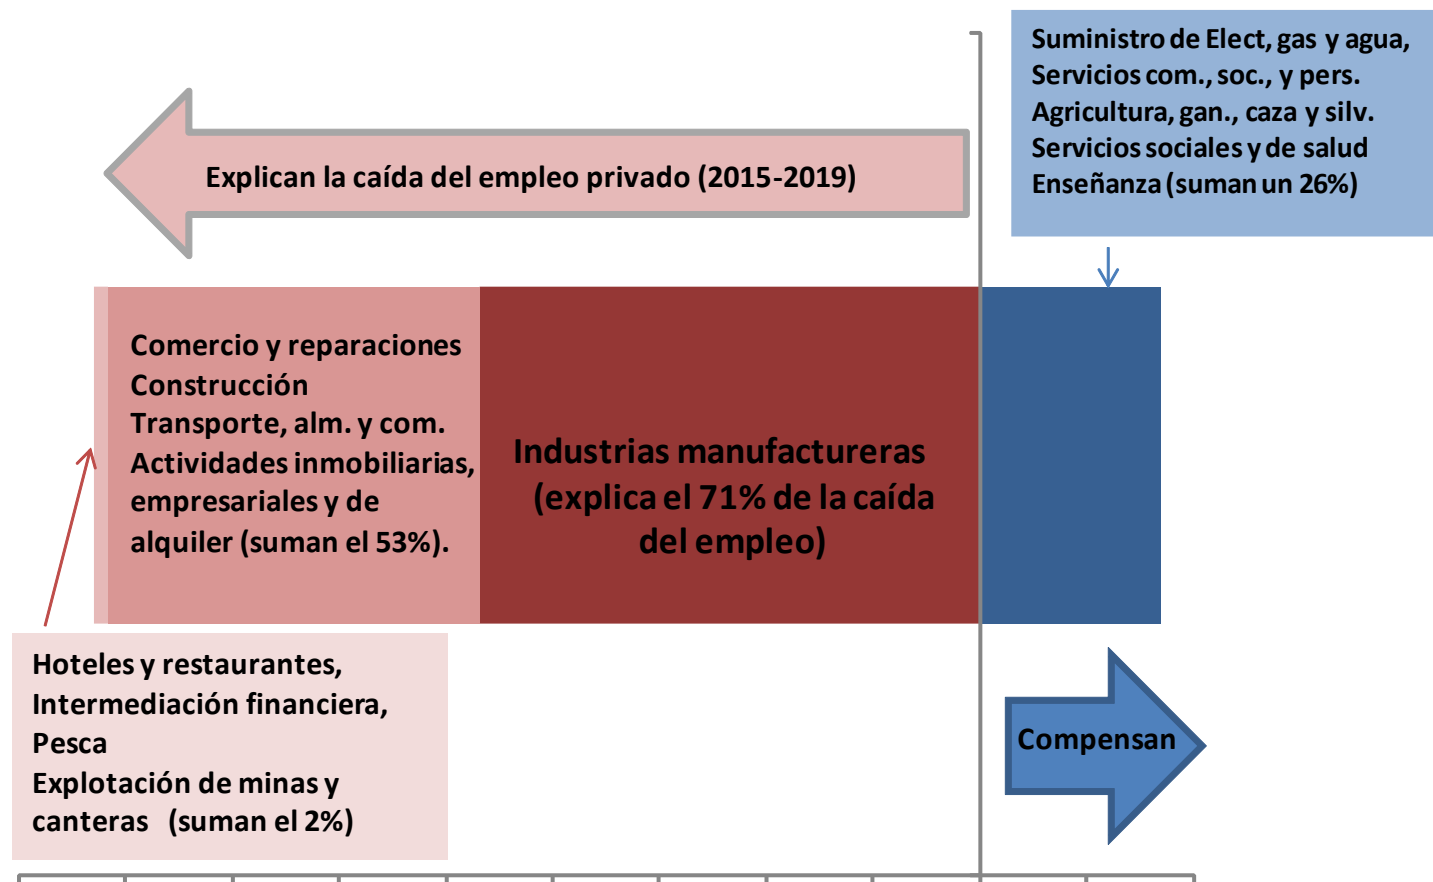 Suministro de Elect, gas y agua,
Servicios com., soc., y pers.
Agricultura, gan., caza y silv.
Servicios sociales y de salud
Enseñanza (suman un 26%)
Explican la caída del empleo privado (2015-2019)
Comercio y reparaciones
Construcción
Transporte, alm. y com.
Actividades inmobiliarias,
empresariales y de
alquiler (suman el 53%).
Industrias manufactureras
(explica el 71% de la caída
del empleo)
Hoteles y restaurantes,
Intermediación financiera,
Pesca
Explotación de minas y
canteras (suman el 2%)
Compensan